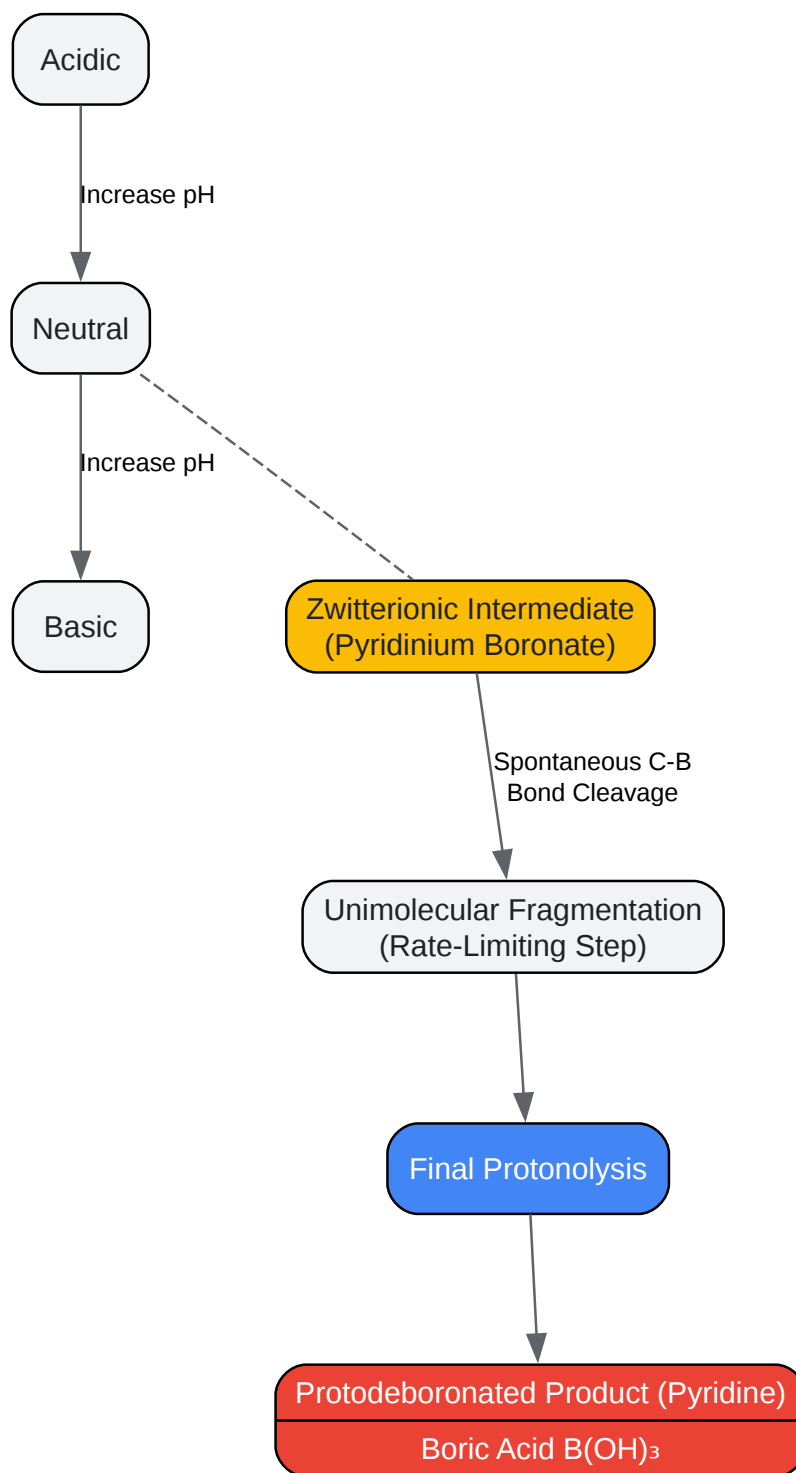 Acidic
Increase pH
Neutral
Increase pH
Basic
Zwitterionic Intermediate
(Pyridinium Boronate)
Spontaneous C-B
Bond Cleavage
Unimolecular Fragmentation
(Rate-Limiting Step)
Final Protonolysis
Protodeboronated Product (Pyridine)
Boric Acid B(OH)₃